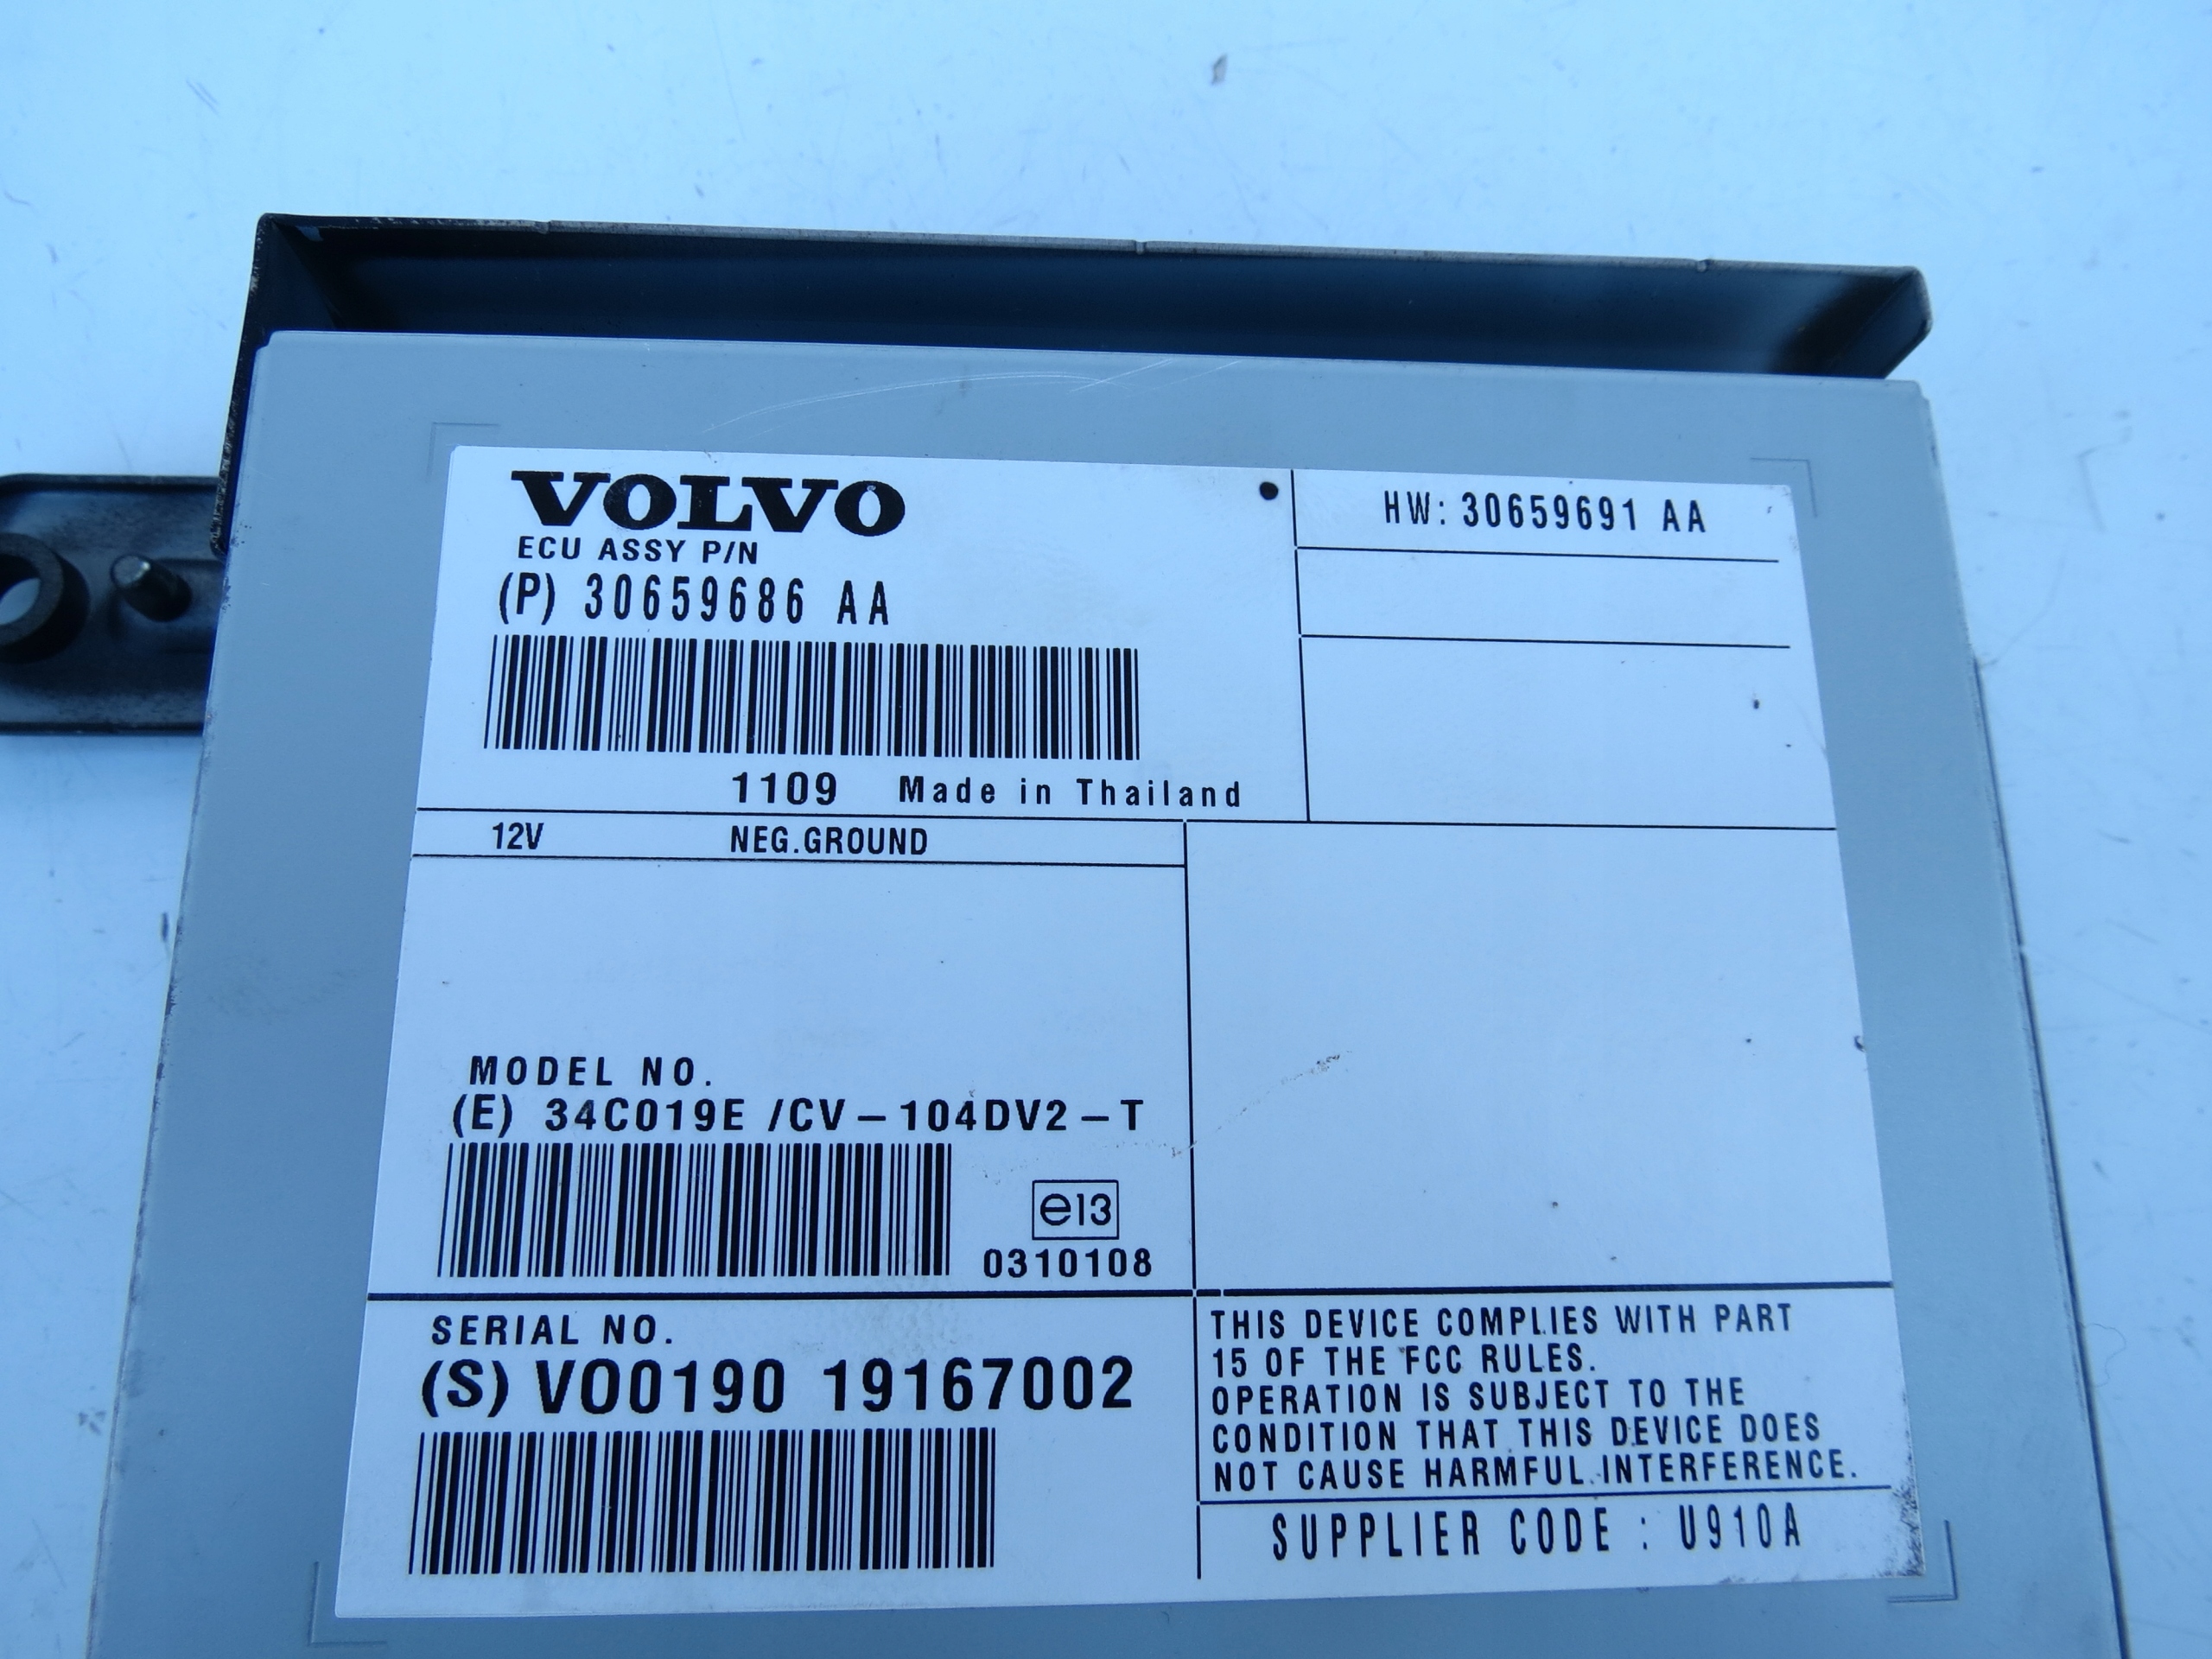 VOLVO
ECU ASSY P/N
(P) 30659686 AA
1109 Made in Thailand
HW: 30659691 AA
12V NEG.GROUND
MODEL NO.
(E) 34C019E /CV-104DV2-T
e13
0310108
SERIAL NO.
(S) VO0190 19167002
THIS DEVICE COMPLIES WITH PART
15 OF THE FCC RULES.
OPERATION IS SUBJECT TO THE
CONDITION THAT THIS DEVICE DOES
NOT CAUSE HARMFUL INTERFERENCE.
SUPPLIER CODE : U910A